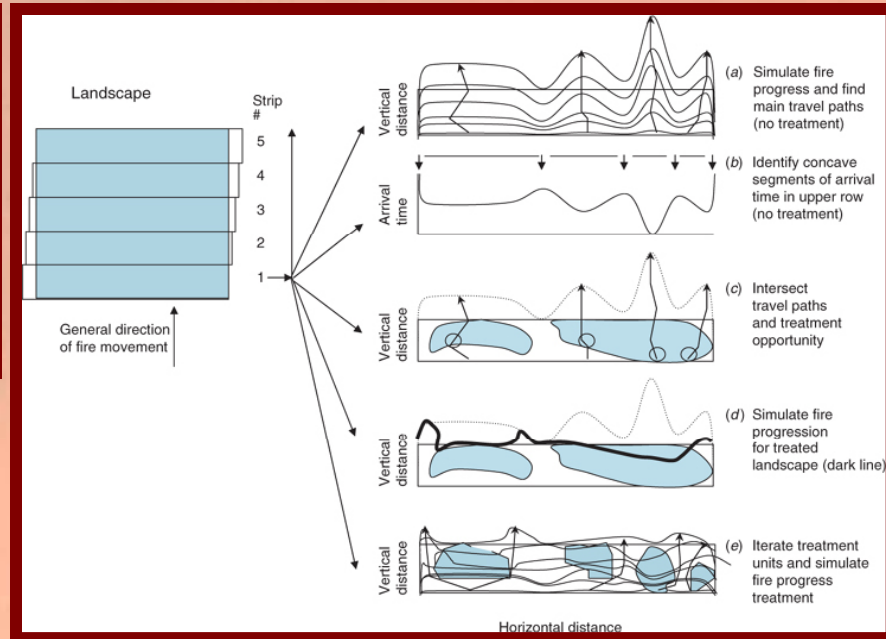 Landscape
Strip
#
5
4
3
2
1
General direction
of fire movement
Vertical
distance
(a) Simulate fire
progress and find
main travel paths
(no treatment)
Arrival
time
(b) Identify concave
segments of arrival
time in upper row
(no treatment)
Vertical
distance
(c) Intersect
travel paths
and treatment
opportunity
Vertical
distance
(d) Simulate fire
progression
for treated
landscape (dark line)
Vertical
distance
(e) Iterate treatment
units and simulate
fire progress
treatment
Horizontal distance